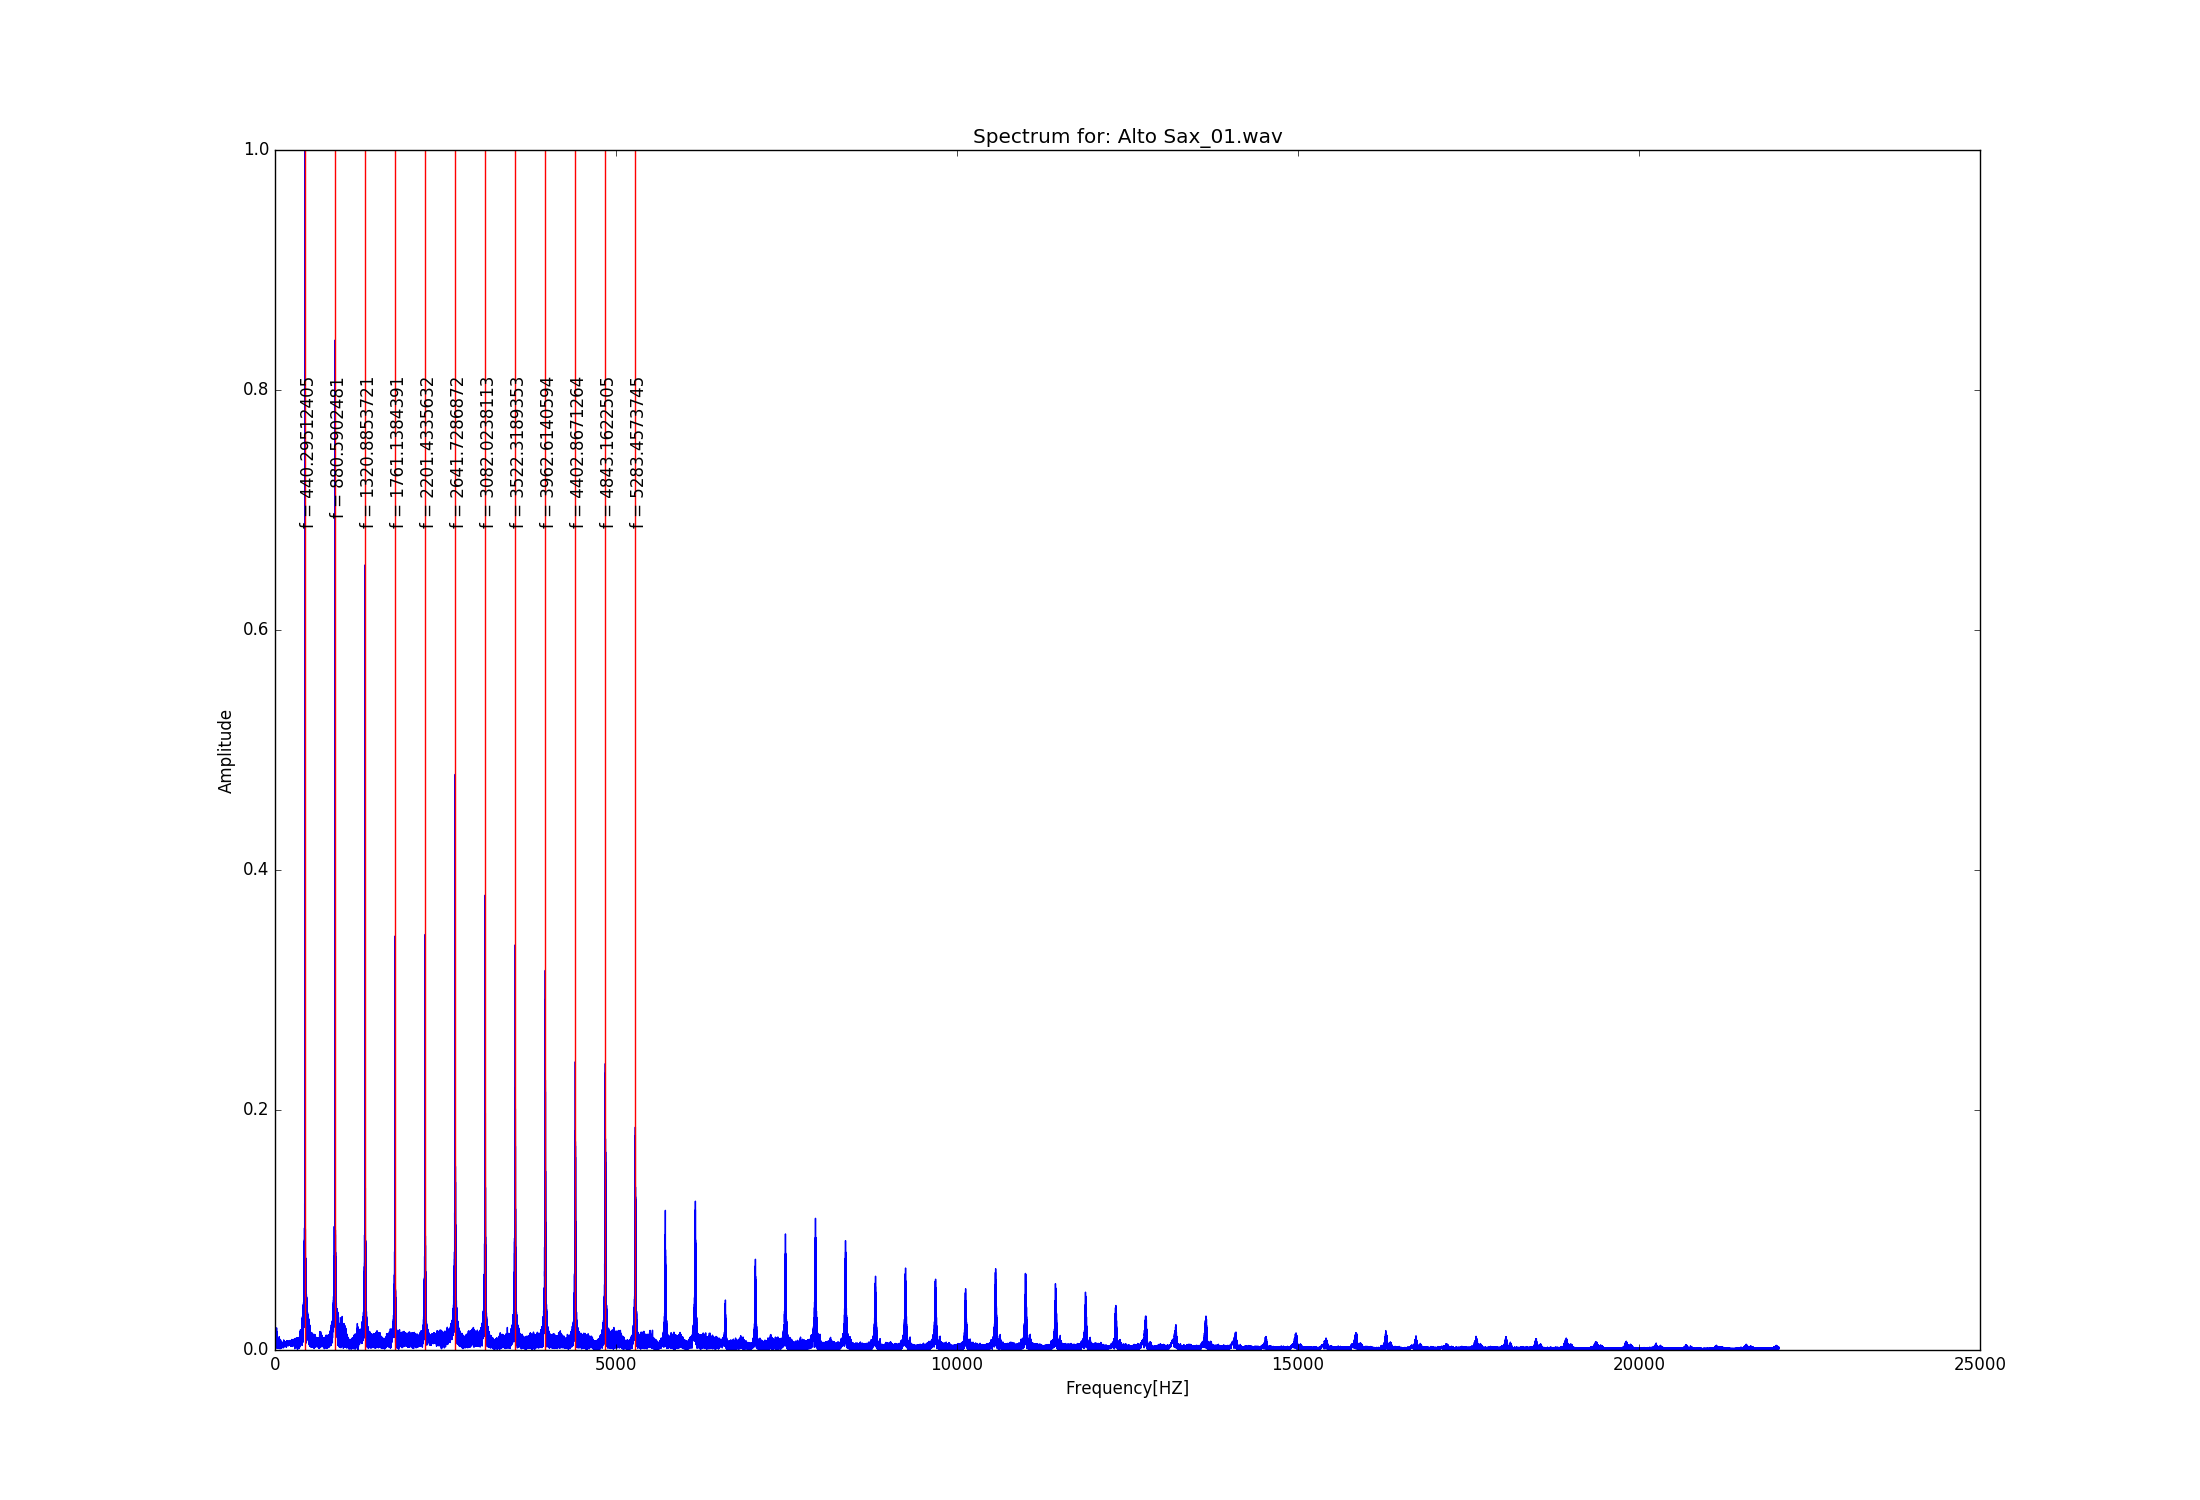 Spectrum for: Alto Sax_01.wav
1.0
0.8
0.6
0.4
0.2
0.0
Amplitude
f = 440.29512405
f = 880.5902481
f = 1320.8853721
f = 1761.1384391
f = 2201.4335632
f = 2641.7286872
f = 3082.0238113
f = 3522.3189353
f = 3962.6140594
f = 4402.8671264
f = 4843.1622505
f = 5283.4573745
0
5000
10000
15000
20000
25000
Frequency[HZ]